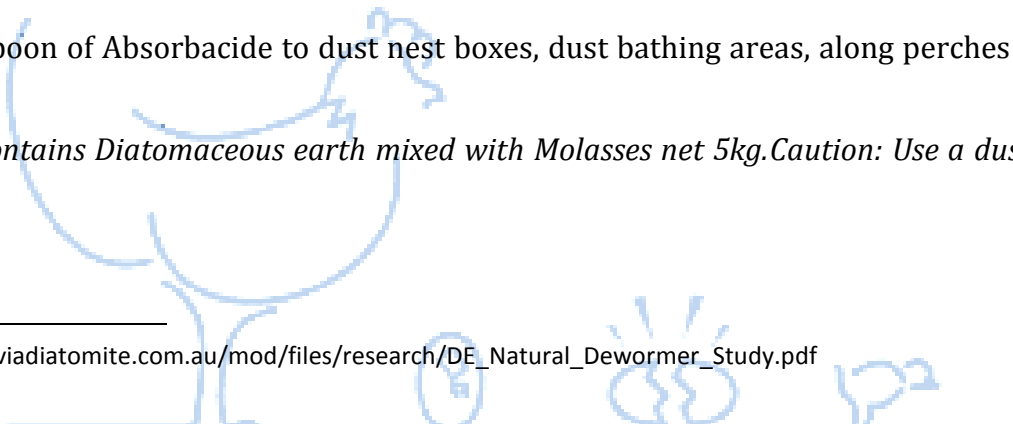 poon of Absorbacide to dust nest boxes, dust bathing areas, along perches
ontains Diatomaceous earth mixed with Molasses net 5kg.Caution: Use a dus
viadiatomite.com.au/mod/files/research/DE_Natural_Dewormer_Study.pdf